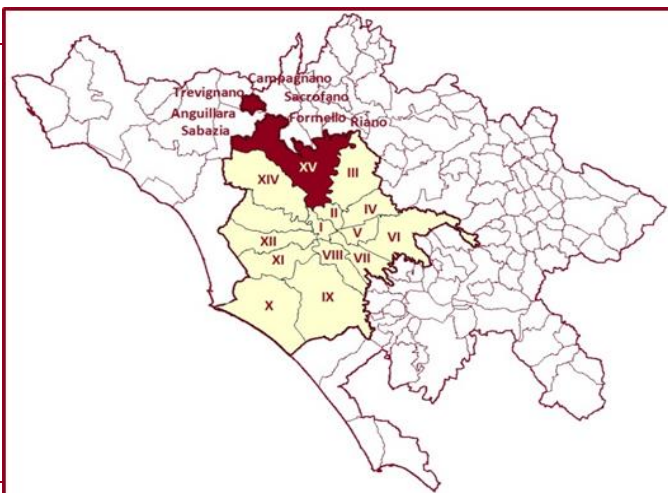 Campagnano
Trevignano
Sacrofano
Anguillara
Formello
Riano
Sabazia
XV
XIV
III
II
IV
I
V
VI
XII
VIII
VII
XI
X
IX